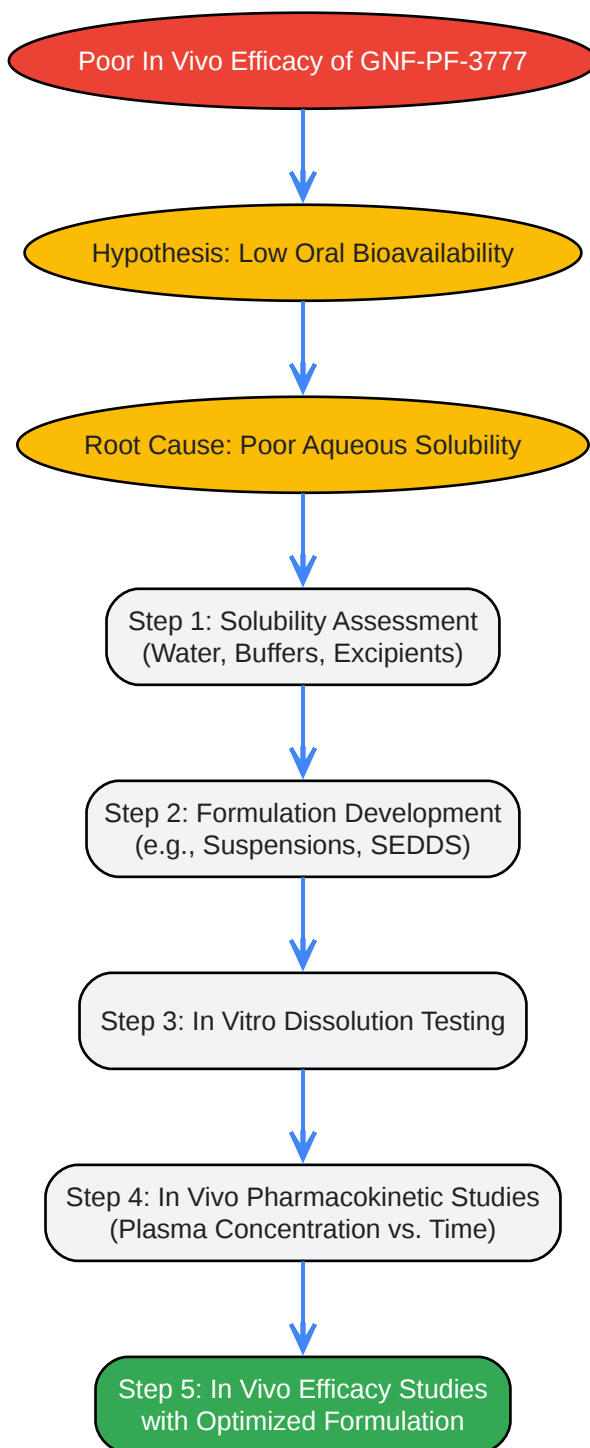 Poor In Vivo Efficacy of GNF-PF-3777
Hypothesis: Low Oral Bioavailability
Root Cause: Poor Aqueous Solubility
Step 1: Solubility Assessment
(Water, Buffers, Excipients)
Step 2: Formulation Development
(e.g., Suspensions, SEDDS)
Step 3: In Vitro Dissolution Testing
Step 4: In Vivo Pharmacokinetic Studies
(Plasma Concentration vs. Time)
Step 5: In Vivo Efficacy Studies
with Optimized Formulation